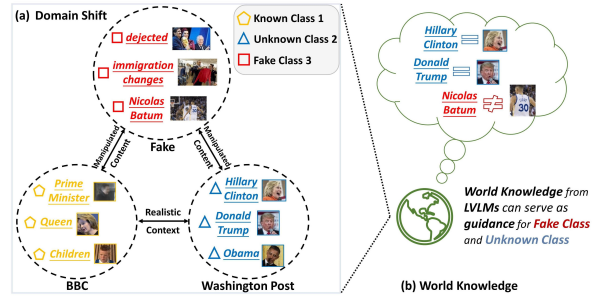 (a) Domain Shift
Known Class 1
Unknown Class 2
Fake Class 3
dejected
immigration
changes
Nicolas
Batum
Fake
Manipulated
Content
Manipulated
Content
Prime
Minister
Queen
Children
BBC
Realistic
Context
Hillary
Clinton
Donald
Trump
Obama
Washington Post
Hillary
Clinton
Donald
Trump
Nicolas
Batum
30
World Knowledge from
LVLMs can serve as
guidance for Fake Class
and Unknown Class
(b) World Knowledge